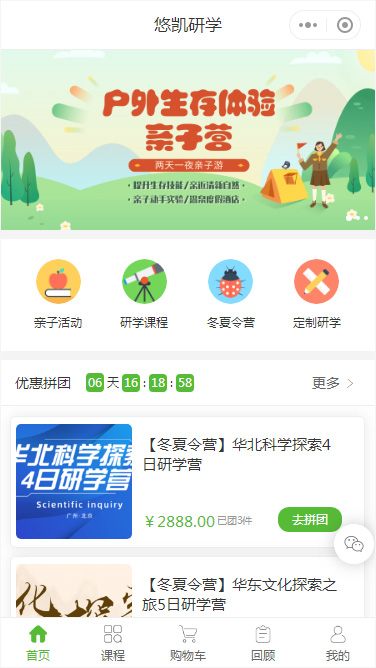 悠凯研学
户外生存体验
亲子营
两天一夜亲子游
·提升生存技能/亲近清新自然·
·亲子动手实验/温泉度假酒店·
亲子活动
研学课程
冬夏令营
定制研学
优惠拼团 06 天 16 : 18 : 58 更多
华北科学探索
4日研学营
Scientific inquiry
广州·北京
【冬夏令营】华北科学探索4
日研学营
￥2888.00 已团3件 去拼团
【冬夏令营】华东文化探索之
旅5日研学营
首页
课程
购物车
回顾
我的